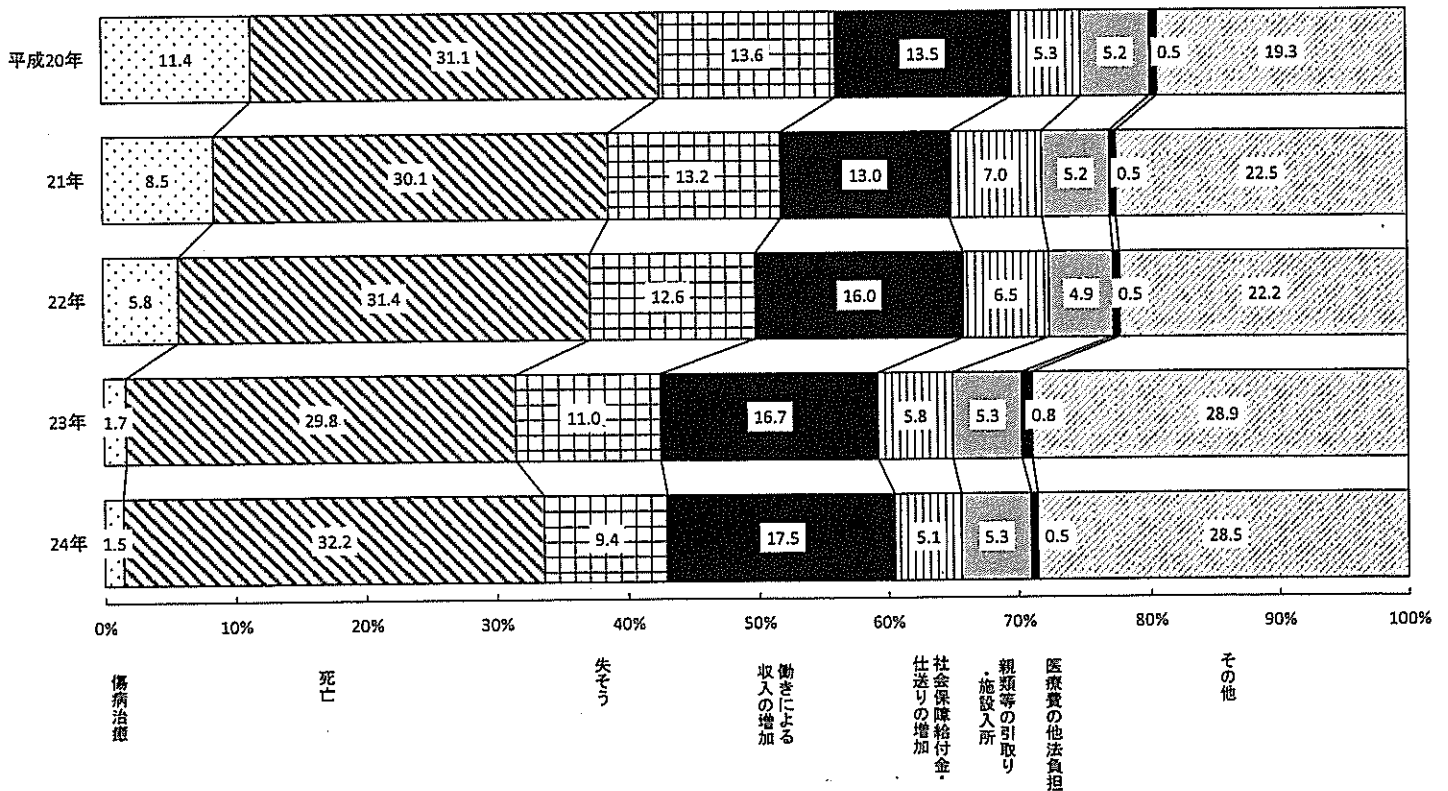 平成20年 11.4 31.1 13.6 13.5 5.3 5.2 0.5 19.3
21年 8.5 30.1 13.2 13.0 7.0 5.2 0.5 22.5
22年 5.8 31.4 12.6 16.0 6.5 4.9 0.5 22.2
23年 1.7 29.8 11.0 16.7 5.8 5.3 0.8 28.9
24年 1.5 32.2 9.4 17.5 5.1 5.3 0.5 28.5
0% 10% 20% 30% 40% 50% 60% 70% 80% 90% 100%
傷病治癒
死亡
失そう
働きによる
収入の増加
社会保障給付金・
仕送りの増加
親類等の引取り
・施設入所
医療費の他法負担
その他